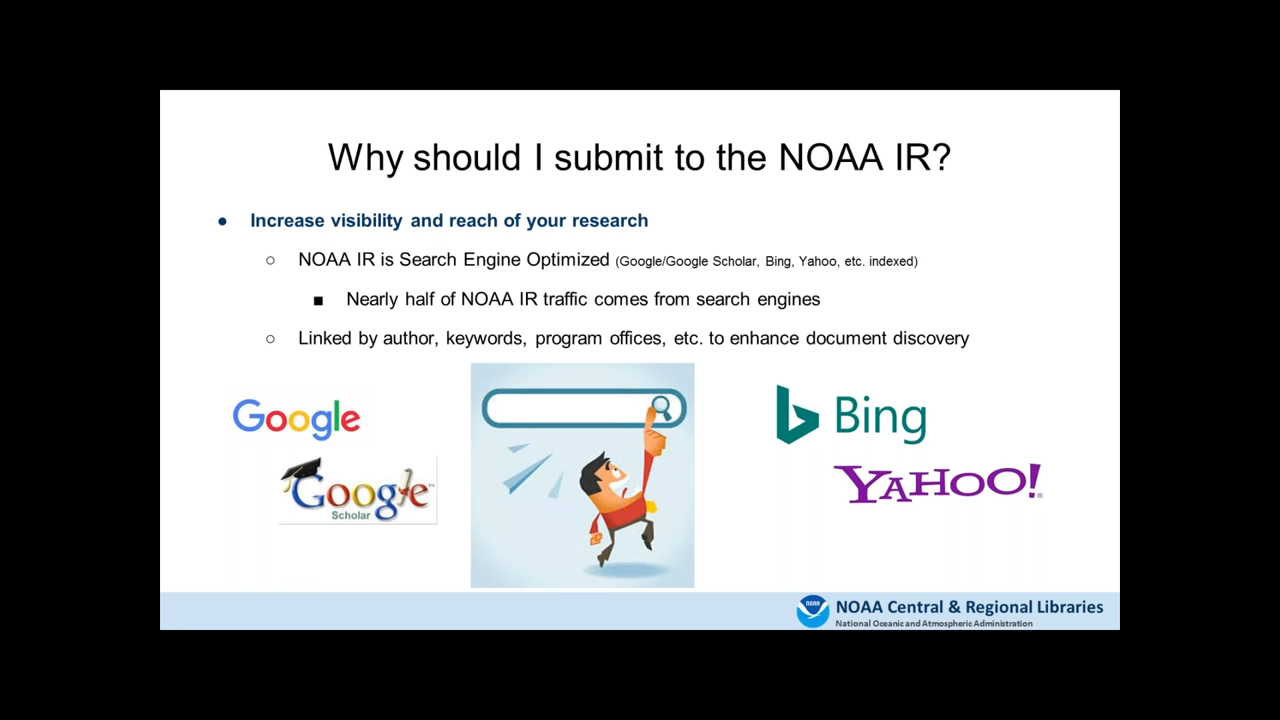 Why should I submit to the NOAA IR?
● Increase visibility and reach of your research
○ NOAA IR is Search Engine Optimized (Google/Google Scholar, Bing, Yahoo, etc. indexed)
■ Nearly half of NOAA IR traffic comes from search engines
○ Linked by author, keywords, program offices, etc. to enhance document discovery
Google
Google™
Scholar
Bing
YAHOO!®
NOAA
NOAA Central & Regional Libraries
National Oceanic and Atmospheric Administration